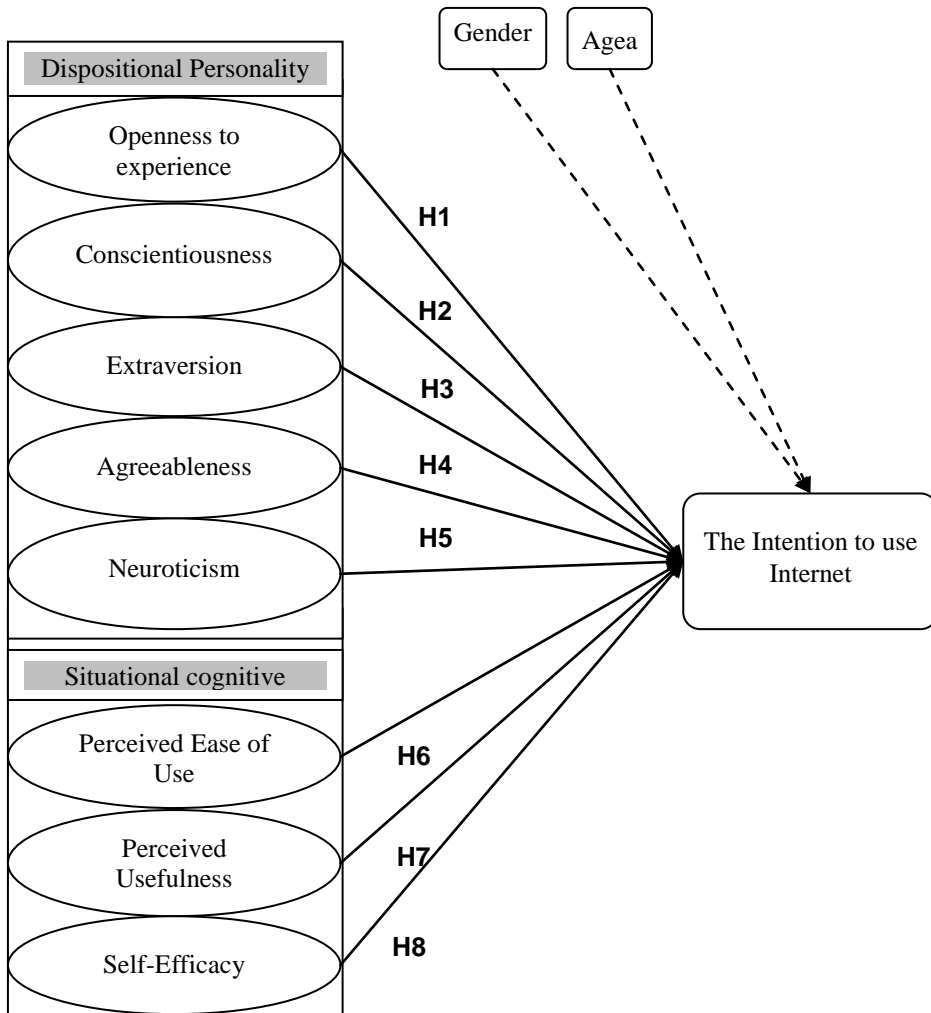 Gender
Agea
Dispositional Personality
Openness to
experience
H1
Conscientiousness
H2
Extraversion
H3
Agreeableness
H4
Neuroticism
H5
The Intention to use
Internet
Situational cognitive
Perceived Ease of
Use
H6
Perceived
Usefulness
H7
Self-Efficacy
H8